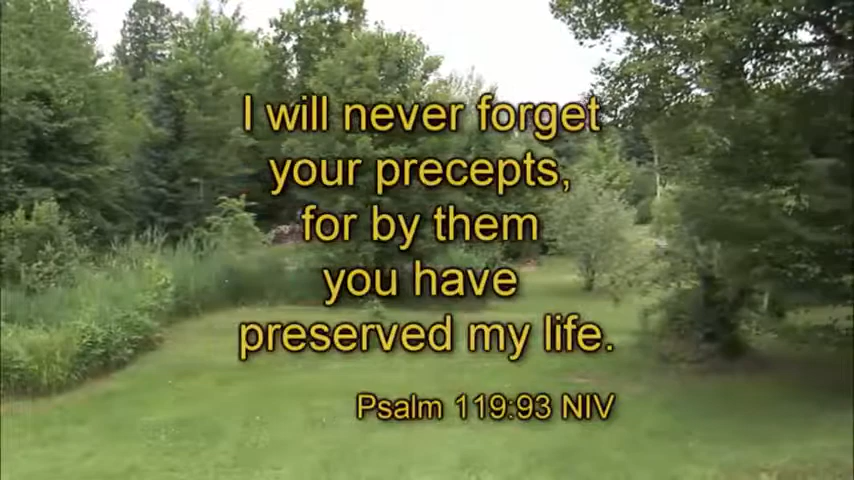 I will never forget
your precepts,
for by them
you have
preserved my life.
Psalm 119:93 NIV